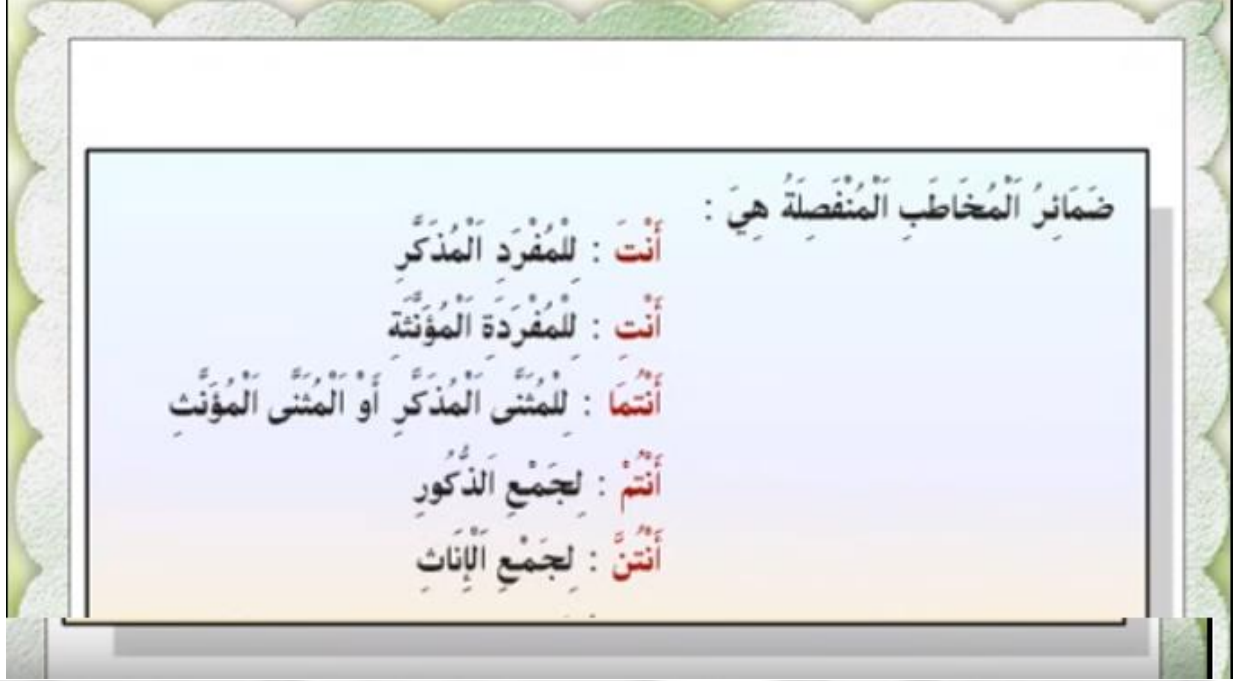 ضَمَائِرُ اَلْمُخَاطَبِ اَلْمُنْفَصِلَةُ هِيَ :
أَنْتَ : لِلْمُفْرَدِ اَلْمُذَكَّرِ
أَنْتِ : لِلْمُفْرَدَةِ اَلْمُؤَنَّثَةِ
أَنْتُمَا : لِلْمُثَنَّى اَلْمُذَكَّرِ أَوْ اَلْمُثَنَّى اَلْمُؤَنَّثِ
أَنْتُمْ : لِجَمْعِ اَلذُّكُورِ
أَنْتُنَّ : لِجَمْعِ اَلْإِنَاثِ